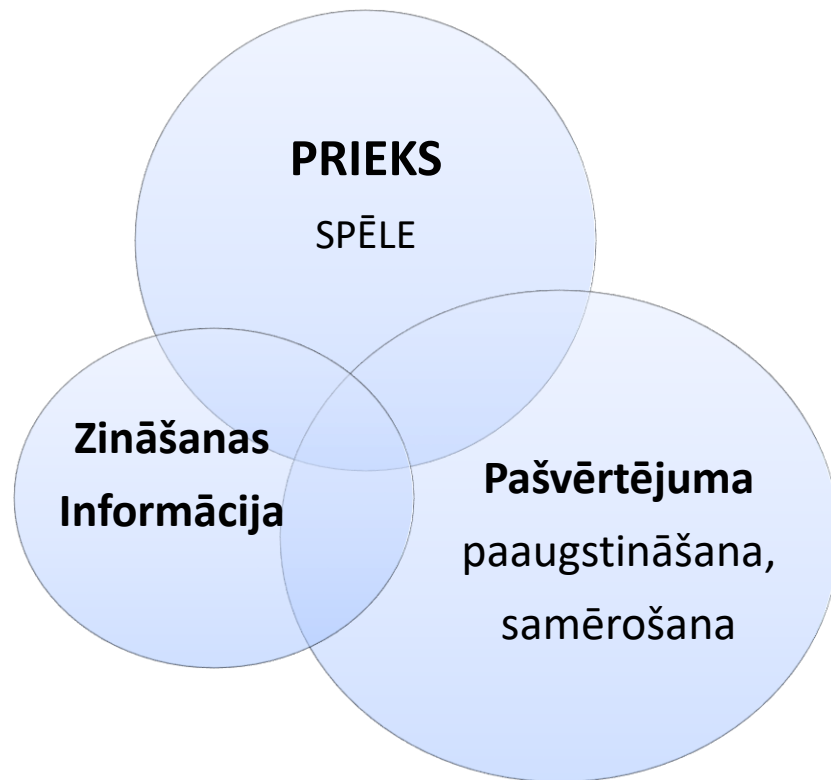 PRIEKS
SPĒLE
Zināšanas
Informācija
Pašvērtējuma
paaugstināšana,
samērošana